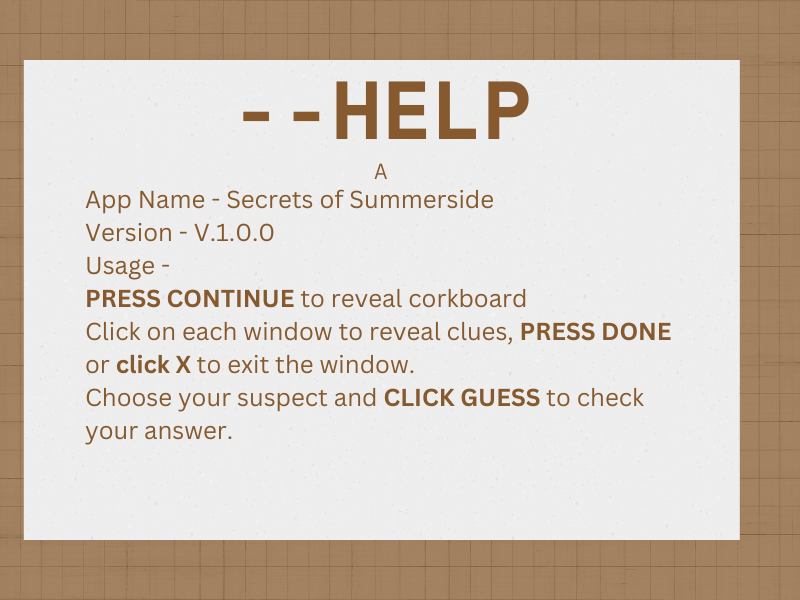 --HELP
A
App Name - Secrets of Summerside
Version - V.1.0.0
Usage -
PRESS CONTINUE to reveal corkboard
Click on each window to reveal clues, PRESS DONE
or click X to exit the window.
Choose your suspect and CLICK GUESS to check
your answer.